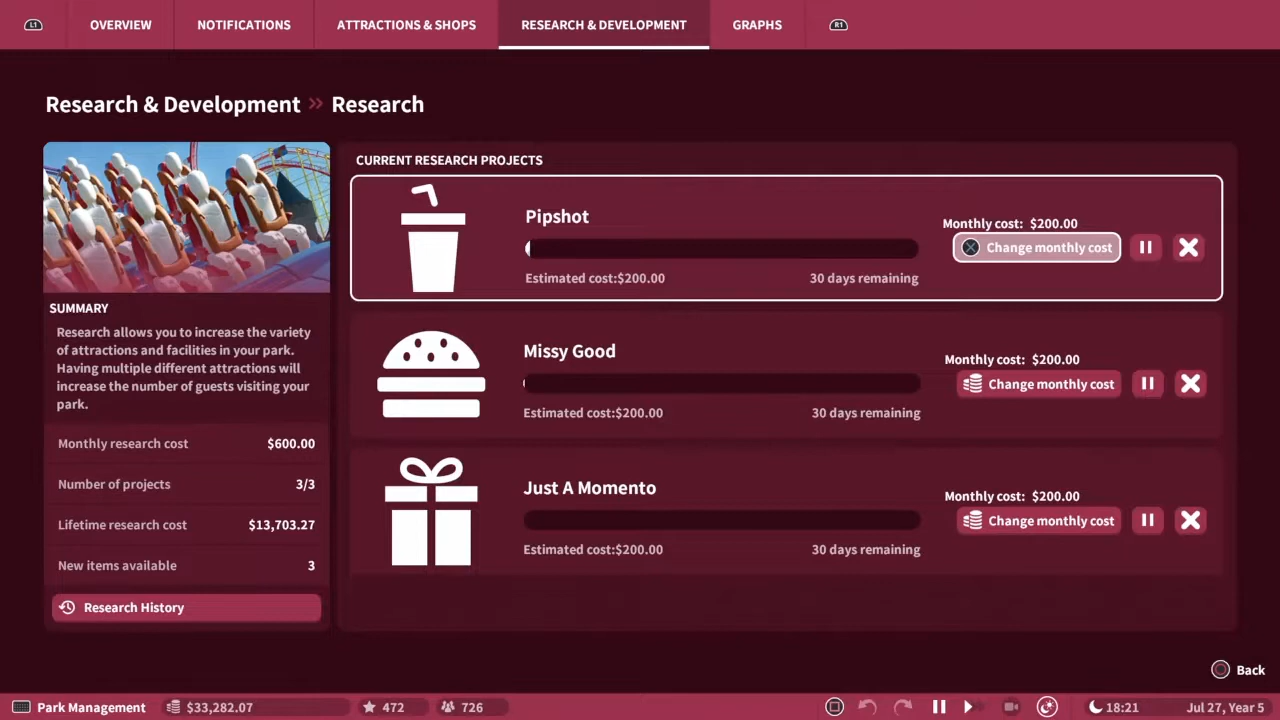 L1
OVERVIEW
NOTIFICATIONS
ATTRACTIONS & SHOPS
RESEARCH & DEVELOPMENT
GRAPHS
R1
Research & Development » Research
SUMMARY
Research allows you to increase the variety
of attractions and facilities in your park.
Having multiple different attractions will
increase the number of guests visiting your
park.
Monthly research cost $600.00
Number of projects 3/3
Lifetime research cost $13,703.27
New items available 3
Research History
CURRENT RESEARCH PROJECTS
Pipshot
Monthly cost: $200.00
Change monthly cost
Estimated cost:$200.00 30 days remaining
Missy Good
Monthly cost: $200.00
Change monthly cost
Estimated cost:$200.00 30 days remaining
Just A Momento
Monthly cost: $200.00
Change monthly cost
Estimated cost:$200.00 30 days remaining
Back
Park Management $33,282.07 472 726 18:21 Jul 27, Year 5